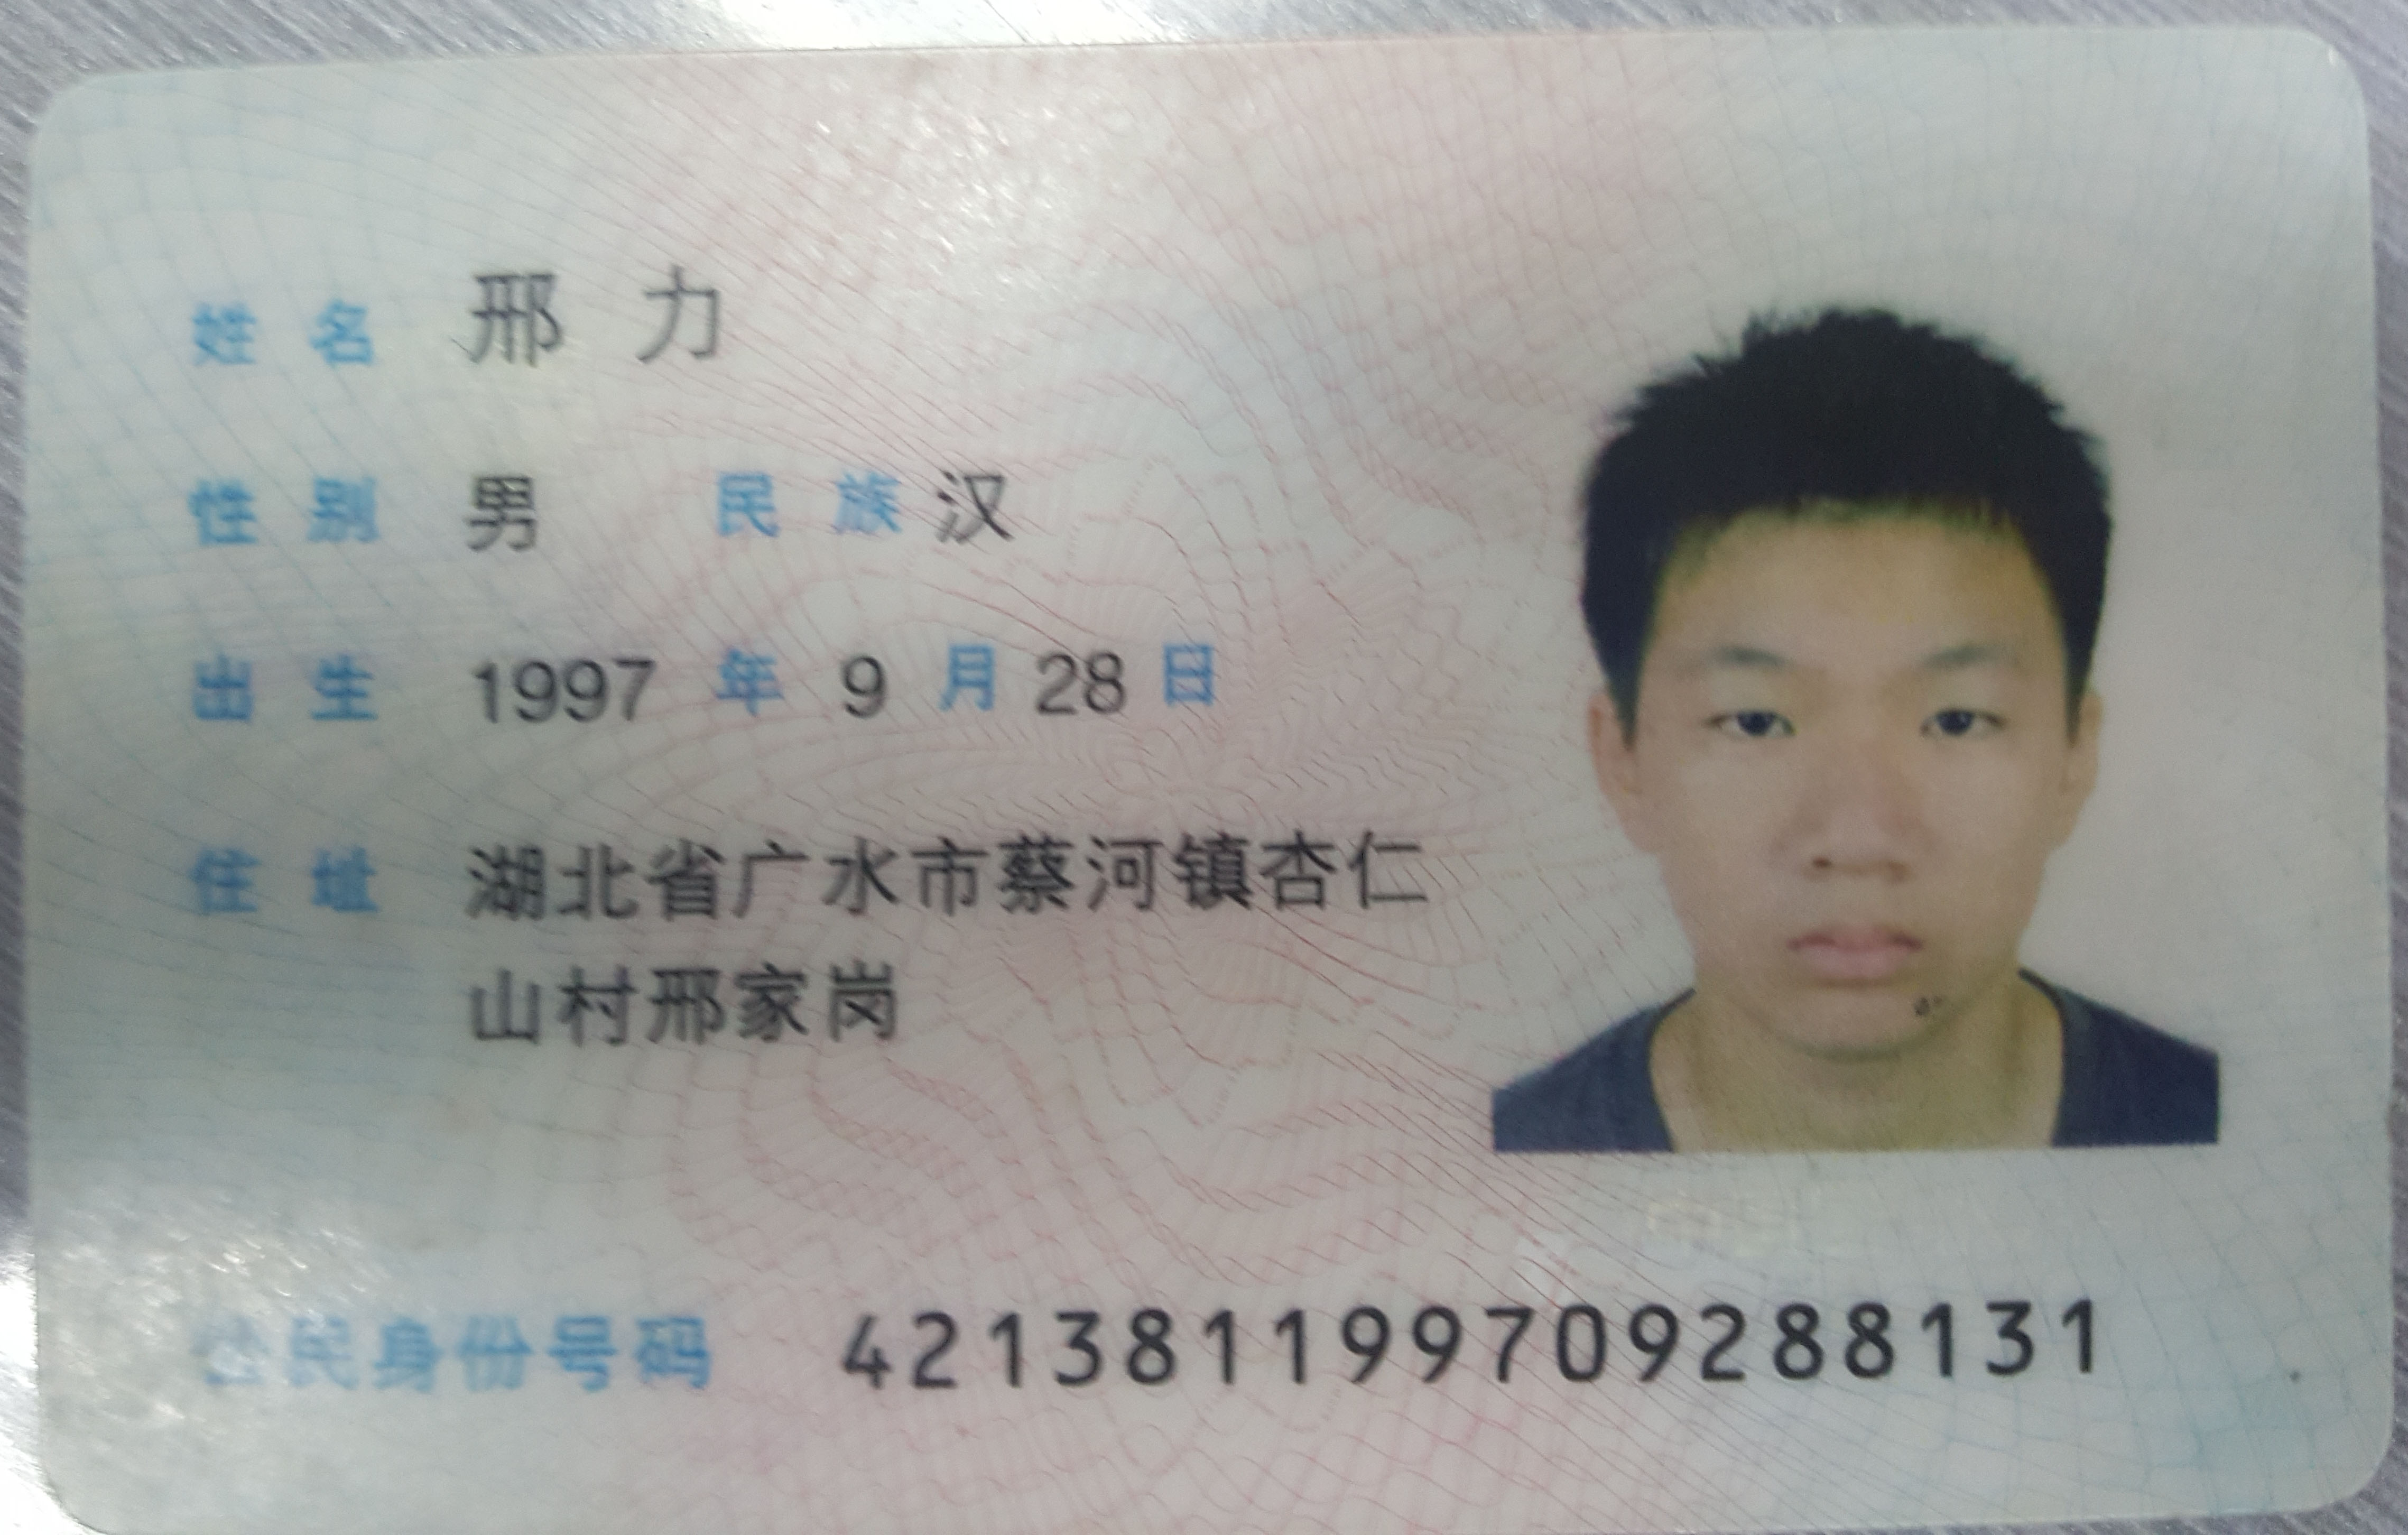 姓名 邢力
性别 男 民族 汉
出生 1997 年 9 月 28 日
住址 湖北省广水市蔡河镇杏仁
山村邢家岗
公民身份号码 421381199709288131